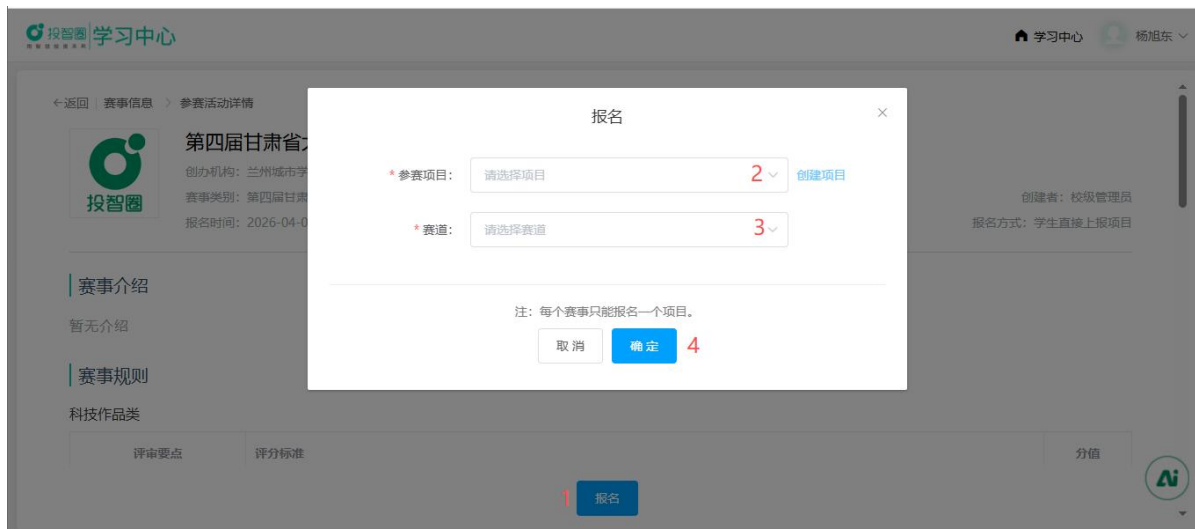 投智圈 学习中心
学习中心 杨旭东
←返回 赛事信息 > 参赛活动详情
报名
第四届甘肃省
投智圈
创办机构：兰州城市学
赛事类别：第四届甘肃
报名时间：2026-04-0
创建者：校级管理员
报名方式：学生直接上报项目
* 参赛项目： 请选择项目 2 创建项目
* 赛道： 请选择赛道 3
注：每个赛事只能报名一个项目。
取消 确定 4
赛事介绍
暂无介绍
赛事规则
科技作品类
评审要点 评分标准 分值
1 报名
Ai